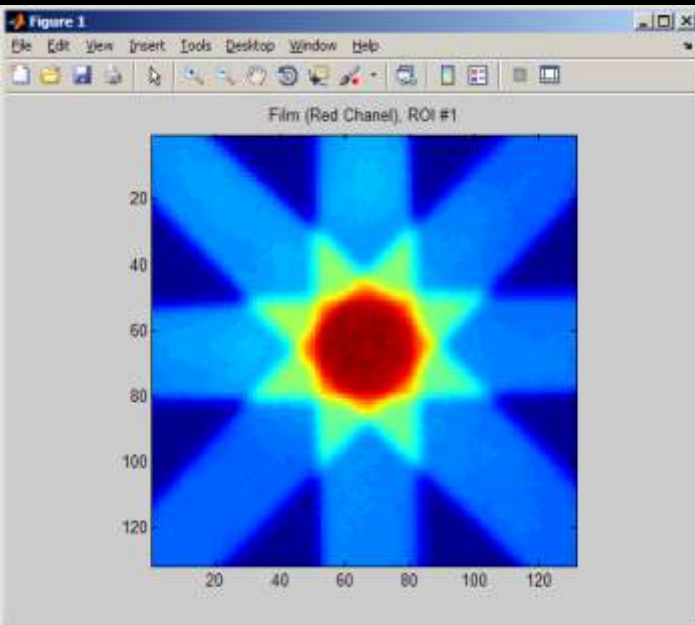 Figure 1
File Edit View Insert Tools Desktop Window Help
Film (Red Chanel), ROI #1
20
40
60
80
100
120
20 40 60 80 100 120